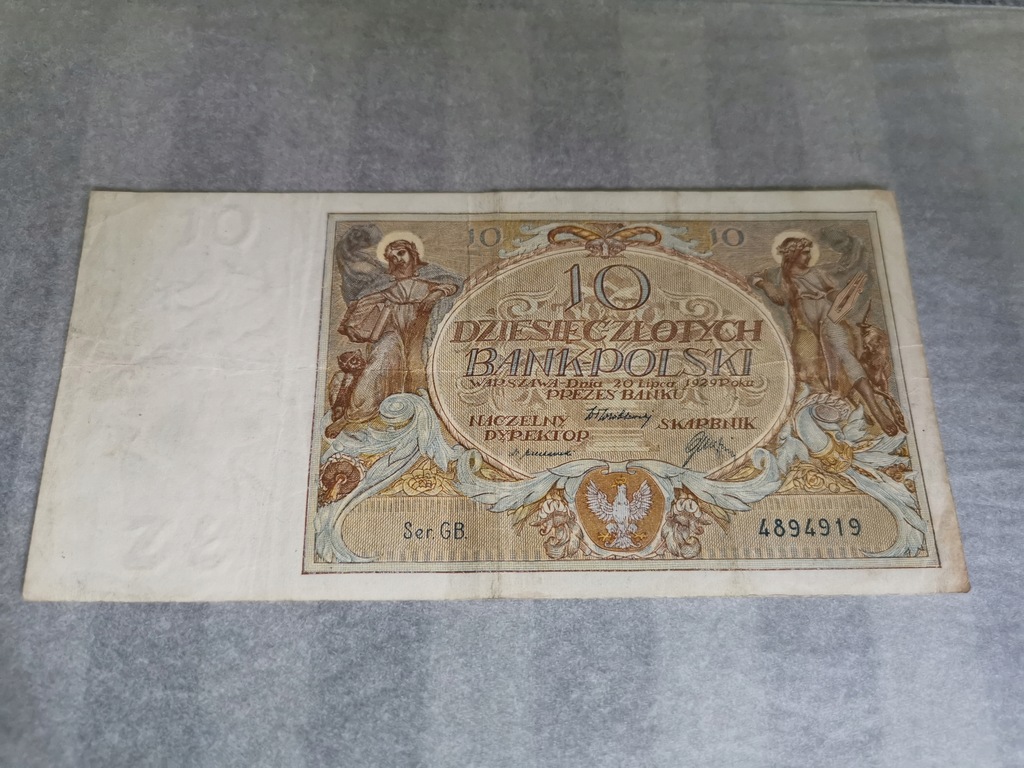 10
10 10
10
DZIESIĘĆ ZŁOTYCH
BANK POLSKI
WARSZAWA - Dnia 20 Lipca 1929 Roku
PREZES BANKU
NACZELNY SKARBNIK
DYREKTOR
Ser. GB. 4894919